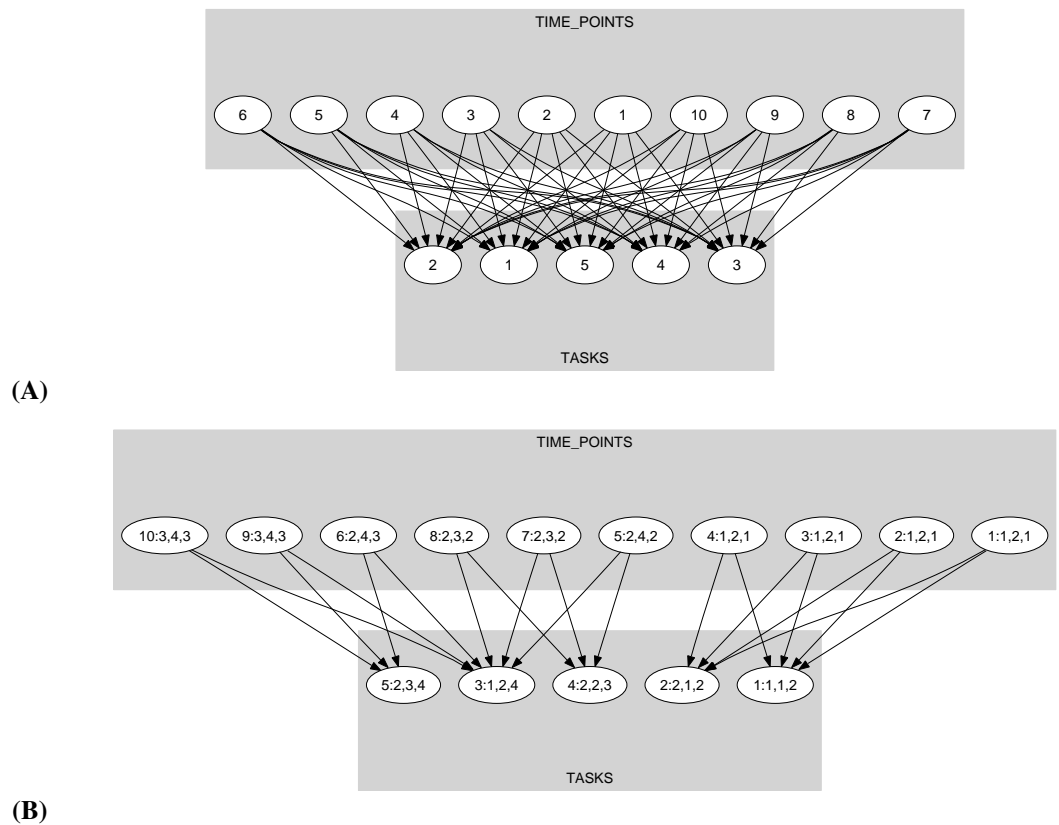 TIME_POINTS
6 5 4 3 2 1 10 9 8 7
2 1 5 4 3
TASKS
(A)
TIME_POINTS
10:3,4,3 9:3,4,3 6:2,4,3 8:2,3,2 7:2,3,2 5:2,4,2 4:1,2,1 3:1,2,1 2:1,2,1 1:1,2,1
5:2,3,4 3:1,2,4 4:2,2,3 2:2,1,2 1:1,1,2
TASKS
(B)